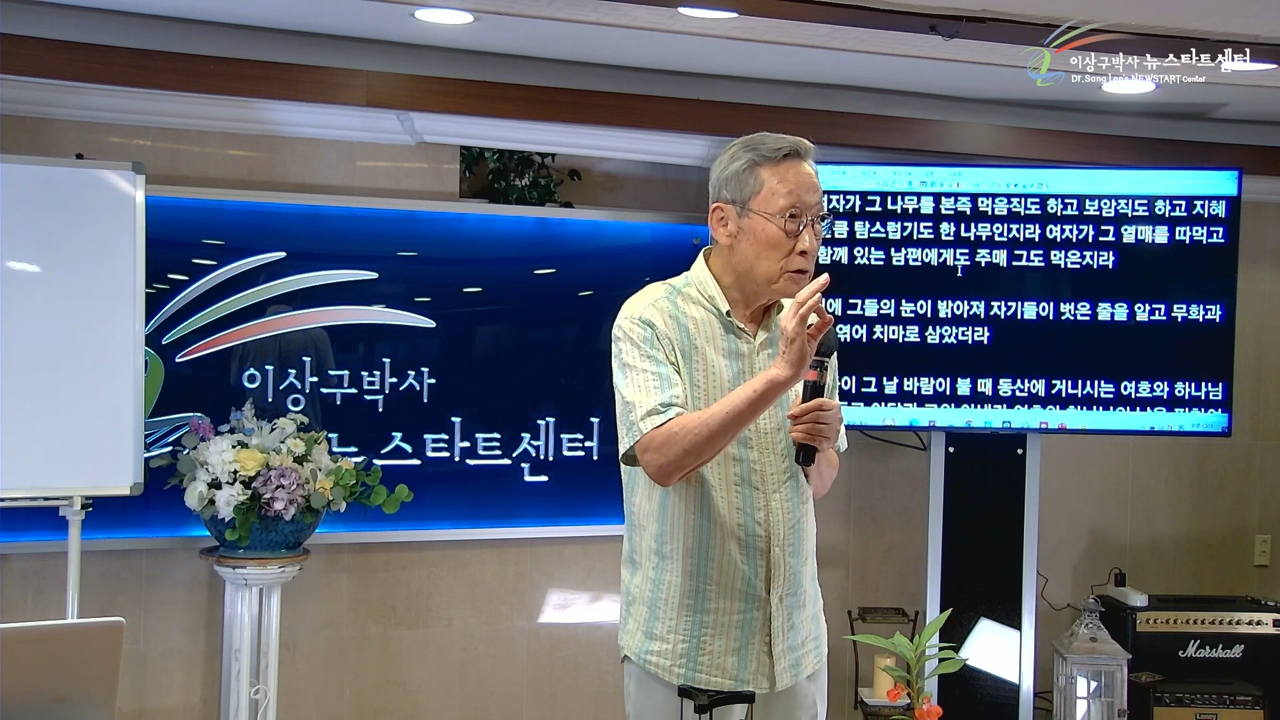 이상구박사 뉴스타트센터
Dr. Sang Lee's NEWSTART Center
여자가 그 나무를 본즉 먹음직도 하고 보암직도 하고 지혜
탐스럽기도 한 나무인지라 여자가 그 열매를 따먹고
함께 있는 남편에게도 주매 그도 먹은지라
그들의 눈이 밝아져 자기들이 벗은 줄을 알고 무화과
엮어 치마로 삼았더라
그 날 바람이 불 때 동산에 거니시는 여호와 하나님
이상구박사
뉴스타트센터
Marshall
Laney